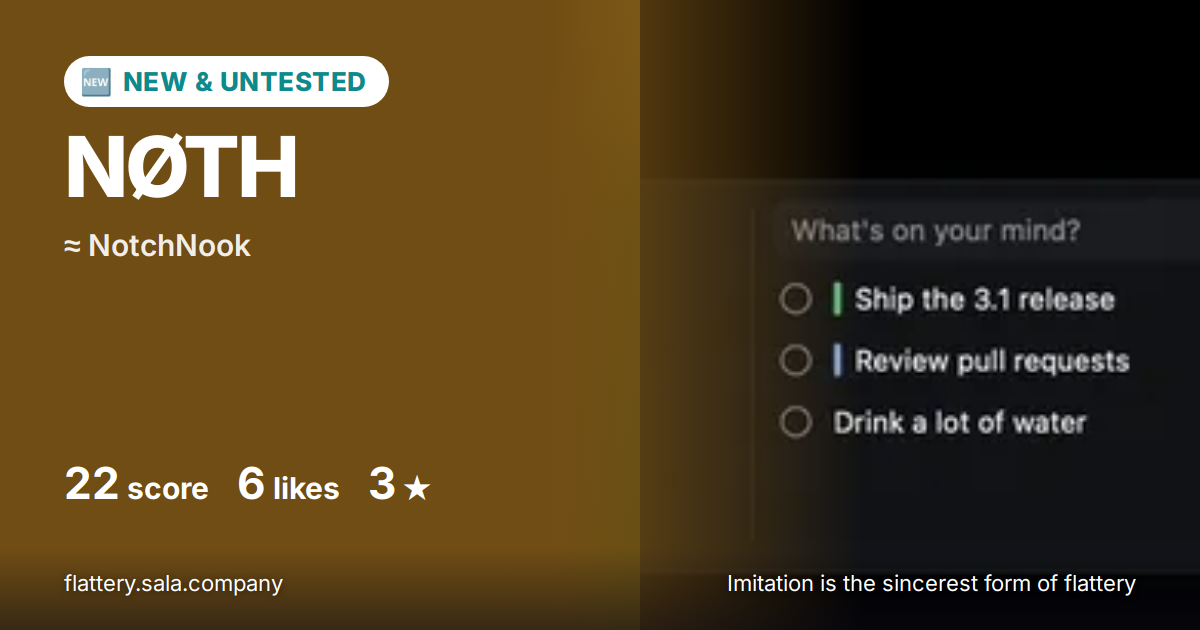 🆕 NEW & UNTESTED
NØTH
≈ NotchNook
22 score 6 likes 3 ★
flattery.sala.company
What's on your mind?
Ship the 3.1 release
Review pull requests
Drink a lot of water
Imitation is the sincerest form of flattery